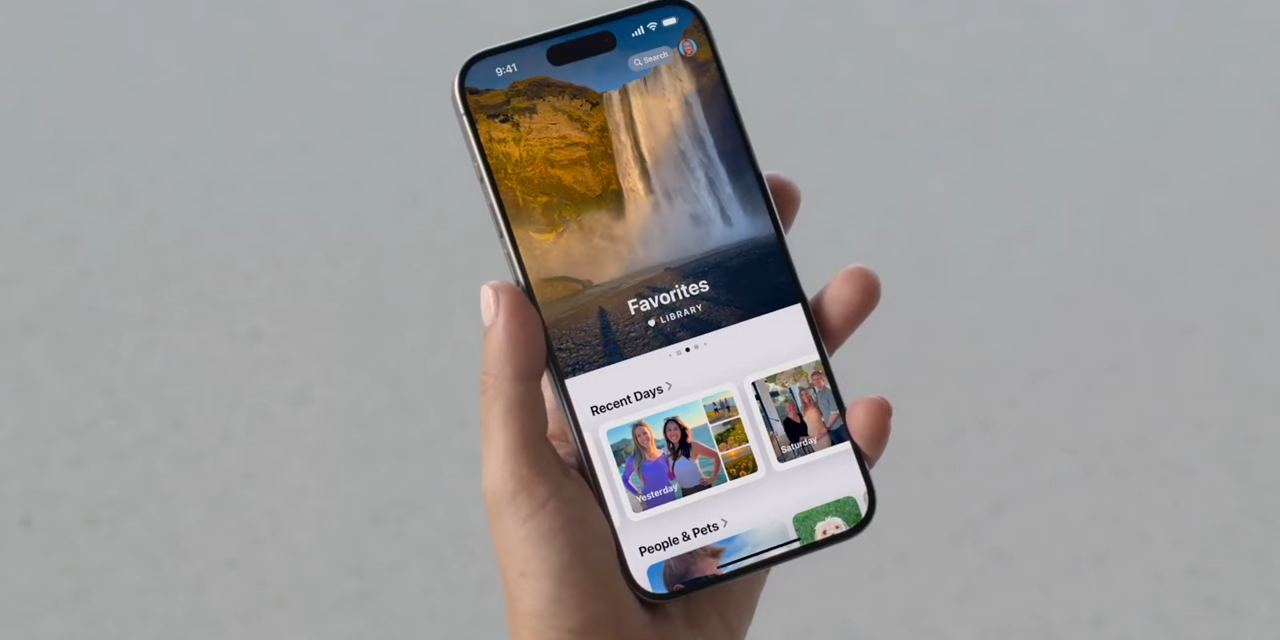 9:41
Search
Favorites
LIBRARY
Recent Days
Yesterday
Saturday
People & Pets